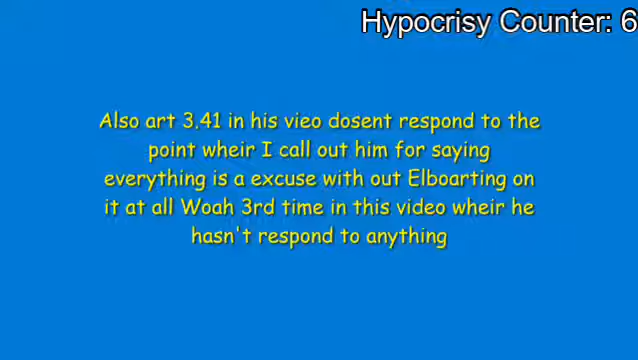 Hypocrisy Counter: 6
Also art 3.41 in his vieo dosent respond to the
point wheir I call out him for saying
everything is a excuse with out Elboarting on
it at all Woah 3rd time in this video wheir he
hasn't respond to anything